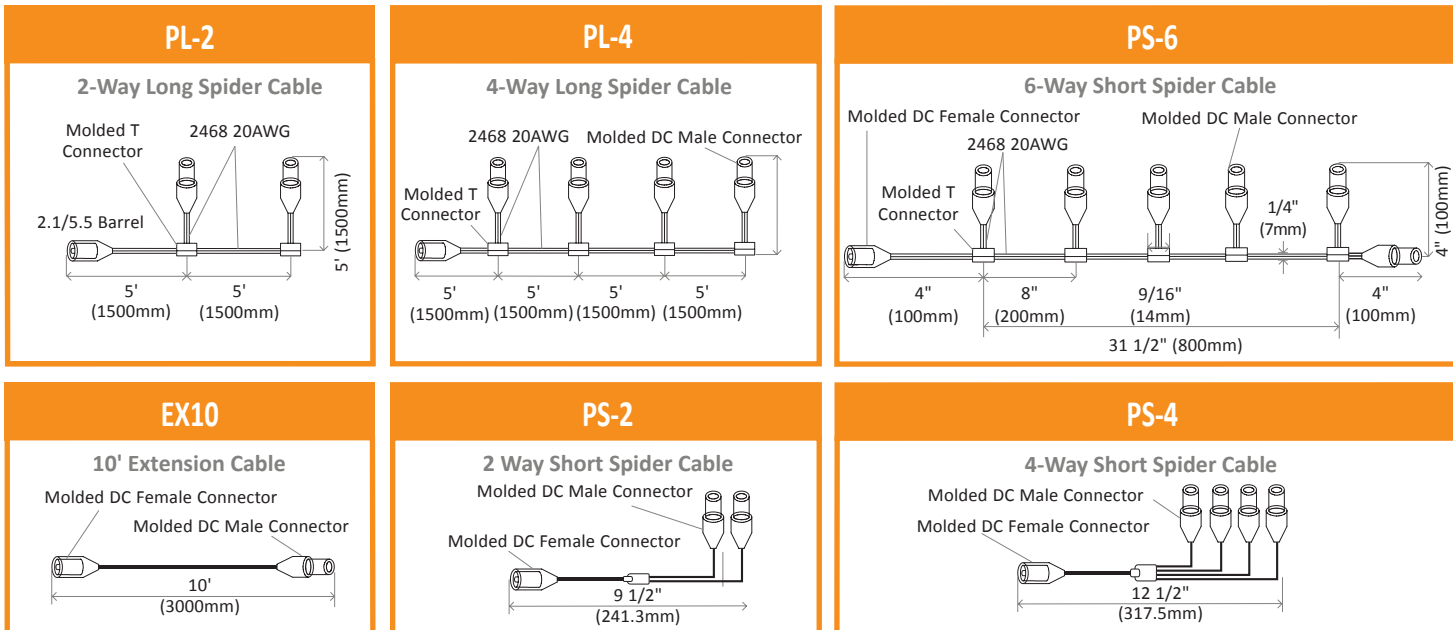 PL-2
2-Way Long Spider Cable
Molded T
Connector
2468 20AWG
2.1/5.5 Barrel
5' (1500mm)
5'
(1500mm)
5'
(1500mm)
PL-4
4-Way Long Spider Cable
2468 20AWG
Molded DC Male Connector
Molded T
Connector
5'
(1500mm)
5'
(1500mm)
5'
(1500mm)
5'
(1500mm)
PS-6
6-Way Short Spider Cable
Molded DC Female Connector
Molded DC Male Connector
2468 20AWG
Molded T
Connector
1/4"
(7mm)
4" (100mm)
4"
(100mm)
8"
(200mm)
9/16"
(14mm)
4"
(100mm)
31 1/2" (800mm)
EX10
10' Extension Cable
Molded DC Female Connector
Molded DC Male Connector
10'
(3000mm)
PS-2
2 Way Short Spider Cable
Molded DC Male Connector
Molded DC Female Connector
9 1/2"
(241.3mm)
PS-4
4-Way Short Spider Cable
Molded DC Male Connector
Molded DC Female Connector
12 1/2"
(317.5mm)